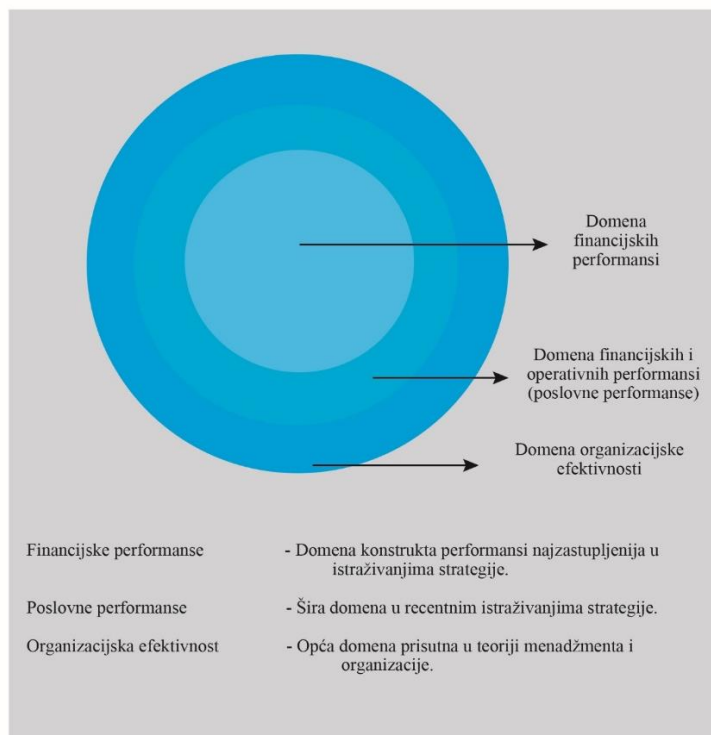 Domena
financijskih
performansi
Domena financijskih i
operativnih performansi
(poslovne performanse)
Domena organizacijske
efektivnosti
Financijske performanse - Domena konstrukta performansi najzastupljenija u
istraživanjima strategije.
Poslovne performanse - Šira domena u recentnim istraživanjima strategije.
Organizacijska efektivnost - Opća domena prisutna u teoriji menadžmenta i
organizacije.